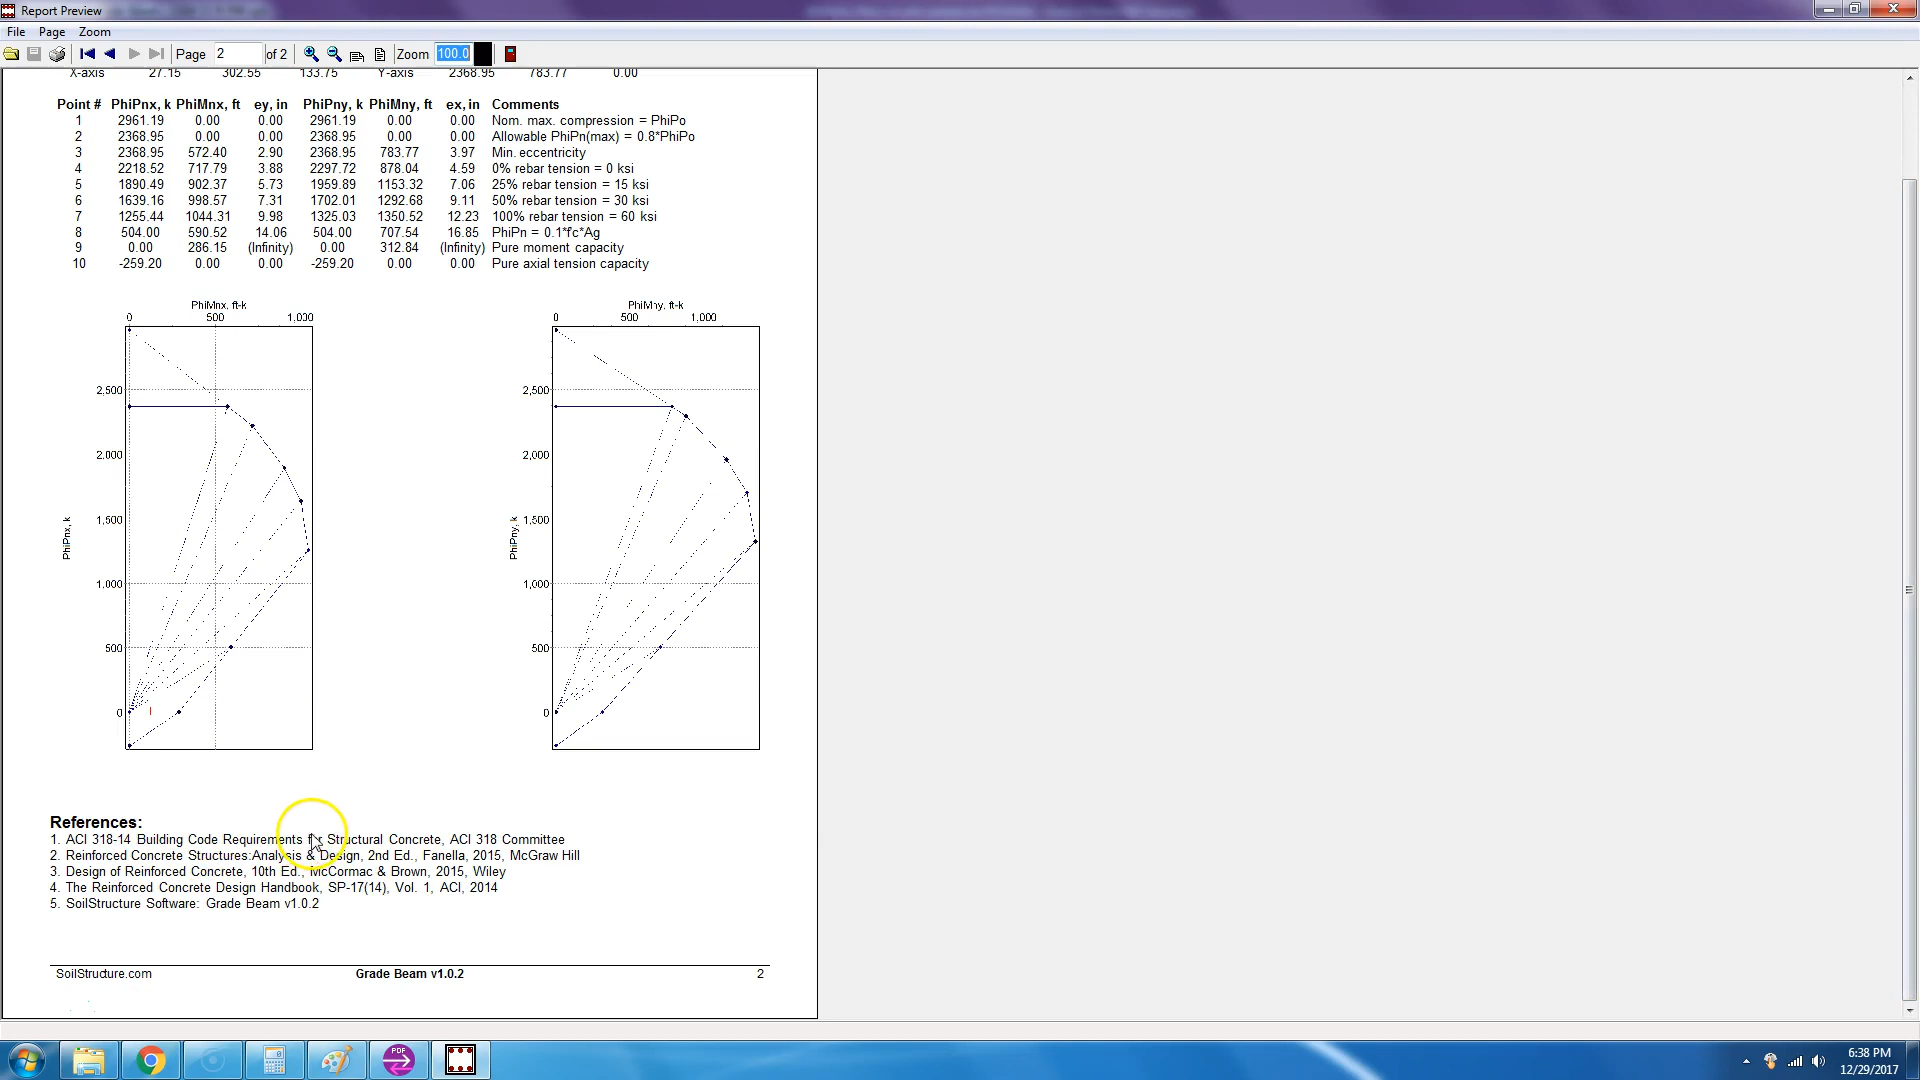 Report Preview
File Page Zoom
Page 2 of 2 Zoom 100.0
X-axis 27.15 302.55 133.75 Y-axis 2368.95 783.77 0.00
Point # PhiPnx, k PhiMnx, ft ey, in PhiPny, k PhiMny, ft ex, in Comments
1 2961.19 0.00 0.00 2961.19 0.00 0.00 Nom. max. compression = PhiPo
2 2368.95 0.00 0.00 2368.95 0.00 0.00 Allowable PhiPn(max) = 0.8*PhiPo
3 2368.95 572.40 2.90 2368.95 783.77 3.97 Min. eccentricity
4 2218.52 717.79 3.88 2297.72 878.04 4.59 0% rebar tension = 0 ksi
5 1890.49 902.37 5.73 1959.89 1153.32 7.06 25% rebar tension = 15 ksi
6 1639.16 998.57 7.31 1702.01 1292.68 9.11 50% rebar tension = 30 ksi
7 1255.44 1044.31 9.98 1325.03 1350.52 12.23 100% rebar tension = 60 ksi
8 504.00 590.52 14.06 504.00 707.54 16.85 PhiPn = 0.1*f'c*Ag
9 0.00 286.15 (Infinity) 0.00 312.84 (Infinity) Pure moment capacity
10 -259.20 0.00 0.00 -259.20 0.00 0.00 Pure axial tension capacity
PhiMnx, ft-k
0 500 1,000
2,500
2,000
1,500
1,000
500
0
PhiPnx, k
PhiMny, ft-k
0 500 1,000
2,500
2,000
1,500
1,000
500
0
PhiPny, k
References:
1. ACI 318-14 Building Code Requirements for Structural Concrete, ACI 318 Committee
2. Reinforced Concrete Structures:Analysis & Design, 2nd Ed., Fanella, 2015, McGraw Hill
3. Design of Reinforced Concrete, 10th Ed., McCormac & Brown, 2015, Wiley
4. The Reinforced Concrete Design Handbook, SP-17(14), Vol. 1, ACI, 2014
5. SoilStructure Software: Grade Beam v1.0.2
SoilStructure.com Grade Beam v1.0.2 2
PDF
6:38 PM
12/29/2017